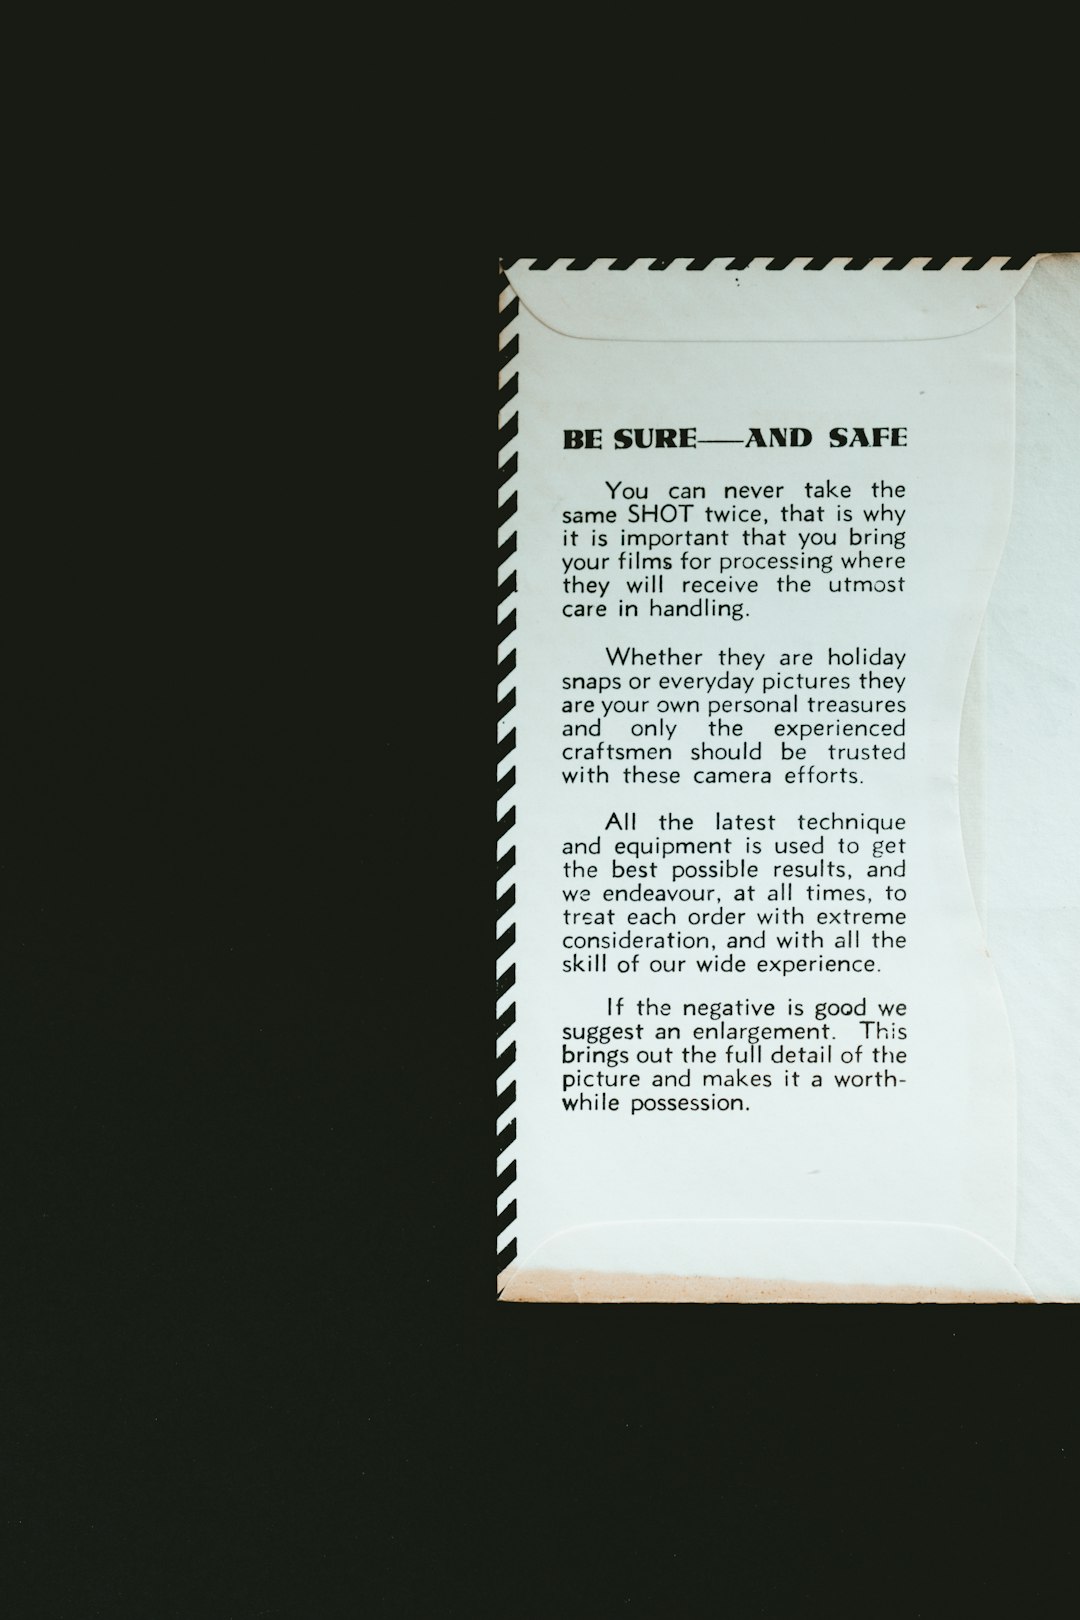 BE SURE—AND SAFE
You can never take the
same SHOT twice, that is why
it is important that you bring
your films for processing where
they will receive the utmost
care in handling.
Whether they are holiday
snaps or everyday pictures they
are your own personal treasures
and only the experienced
craftsmen should be trusted
with these camera efforts.
All the latest technique
and equipment is used to get
the best possible results, and
we endeavour, at all times, to
treat each order with extreme
consideration, and with all the
skill of our wide experience.
If the negative is good we
suggest an enlargement. This
brings out the full detail of the
picture and makes it a worth-
while possession.